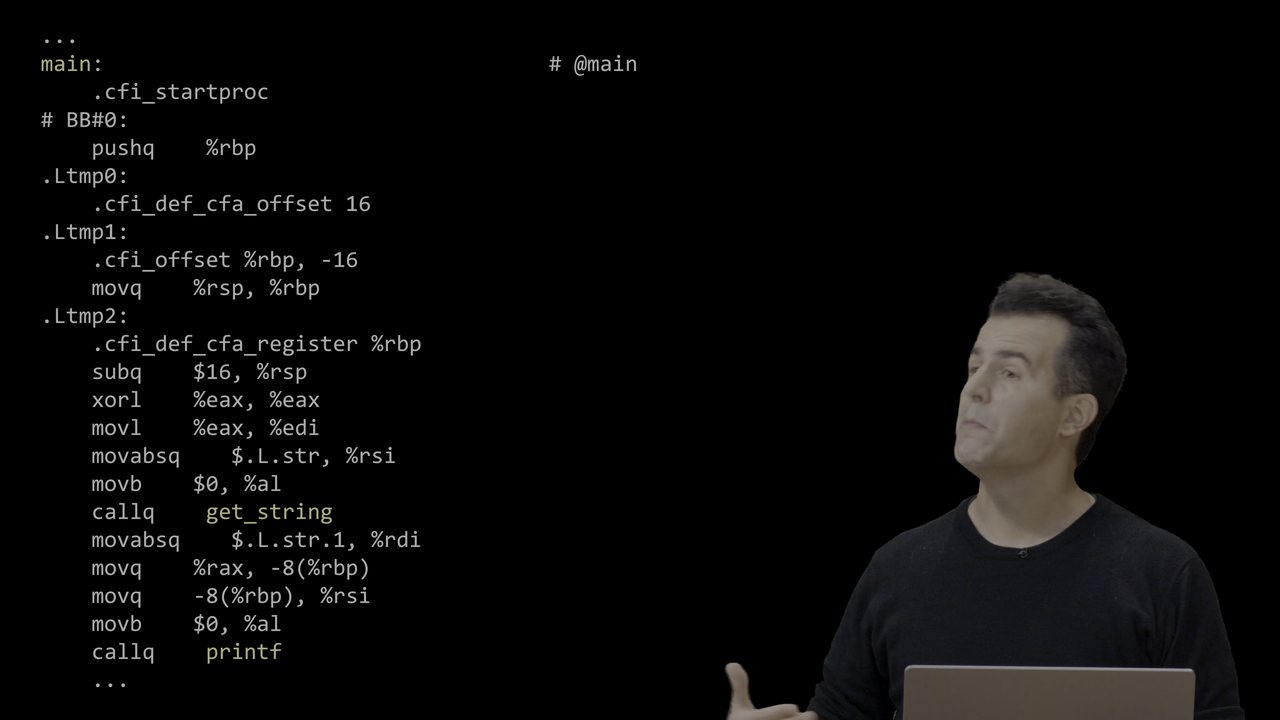 ...
main: # @main
.cfi_startproc
# BB#0:
pushq %rbp
.Ltmp0:
.cfi_def_cfa_offset 16
.Ltmp1:
.cfi_offset %rbp, -16
movq %rsp, %rbp
.Ltmp2:
.cfi_def_cfa_register %rbp
subq $16, %rsp
xorl %eax, %eax
movl %eax, %edi
movabsq $.L.str, %rsi
movb $0, %al
callq get_string
movabsq $.L.str.1, %rdi
movq %rax, -8(%rbp)
movq -8(%rbp), %rsi
movb $0, %al
callq printf
...